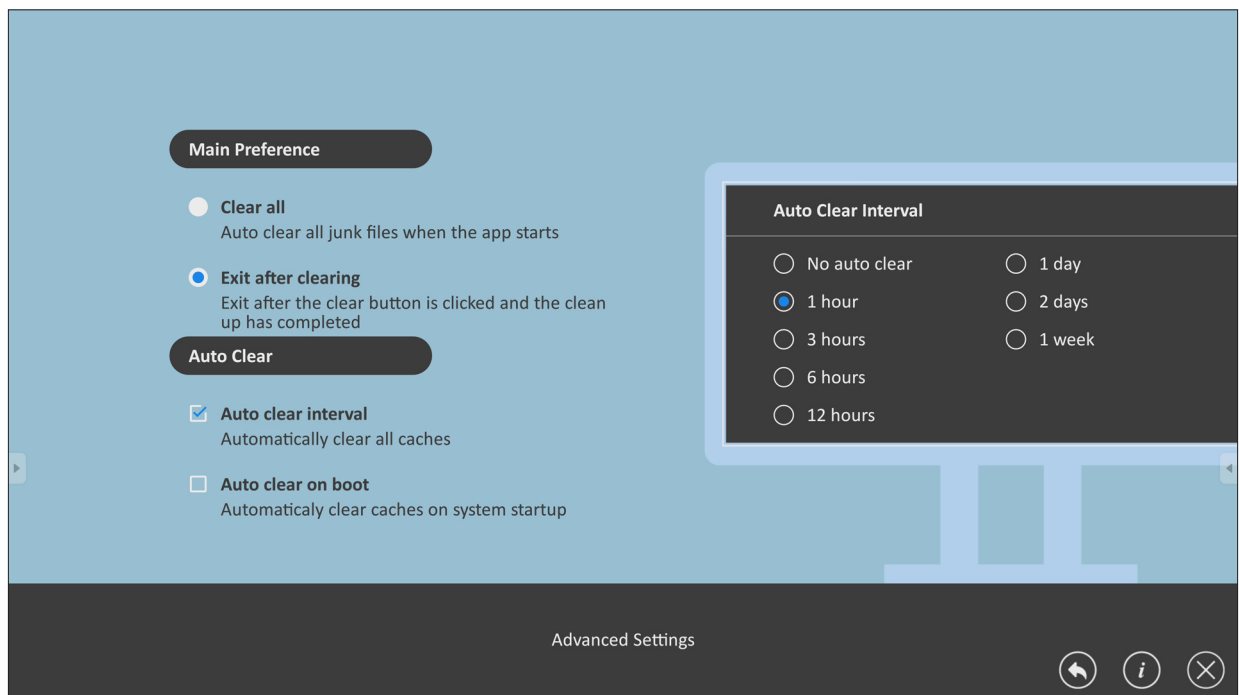 Main Preference
Clear all
Auto clear all junk files when the app starts
Exit after clearing
Exit after the clear button is clicked and the clean
up has completed
Auto Clear
Auto clear interval
Automatically clear all caches
Auto clear on boot
Automaticaly clear caches on system startup
Auto Clear Interval
No auto clear
1 hour
3 hours
6 hours
12 hours
1 day
2 days
1 week
Advanced Settings
i